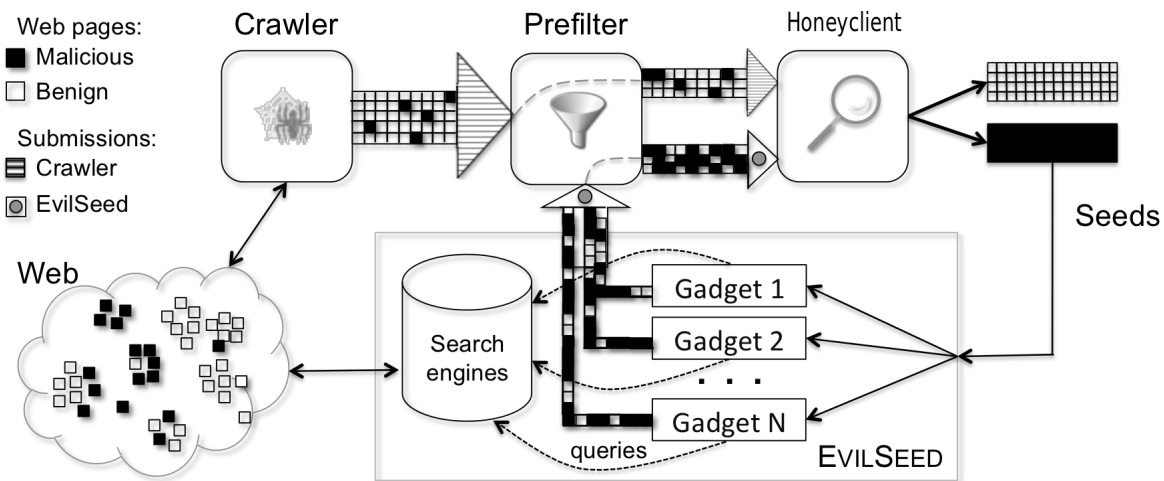 Web pages:
Malicious
Benign
Submissions:
Crawler
EvilSeed
Crawler
Prefilter
Honeyclient
Seeds
Web
Search
engines
Gadget 1
Gadget 2
. . .
Gadget N
queries
EVILSEED